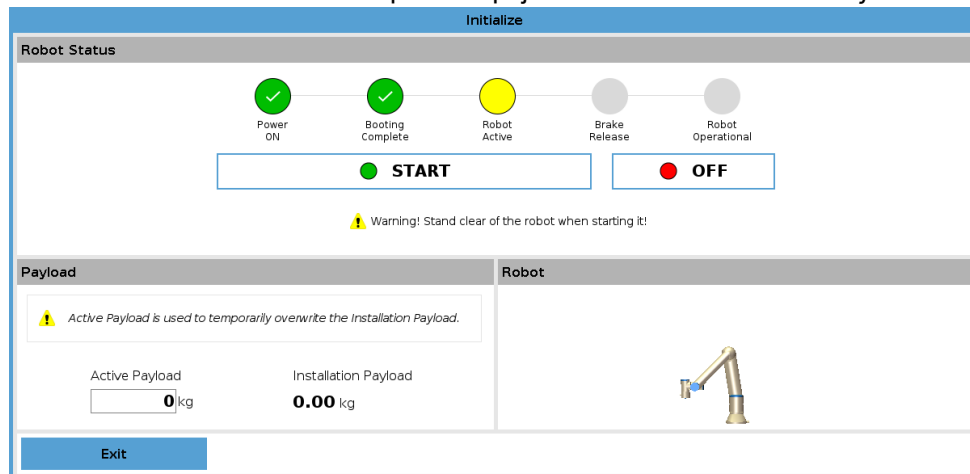 Initialize
Robot Status
Power
ON
Booting
Complete
Robot
Active
Brake
Release
Robot
Operational
START
OFF
Warning! Stand clear of the robot when starting it!
Payload
Robot
Active Payload is used to temporarily overwrite the Installation Payload.
Active Payload
Installation Payload
0 kg
0.00 kg
Exit